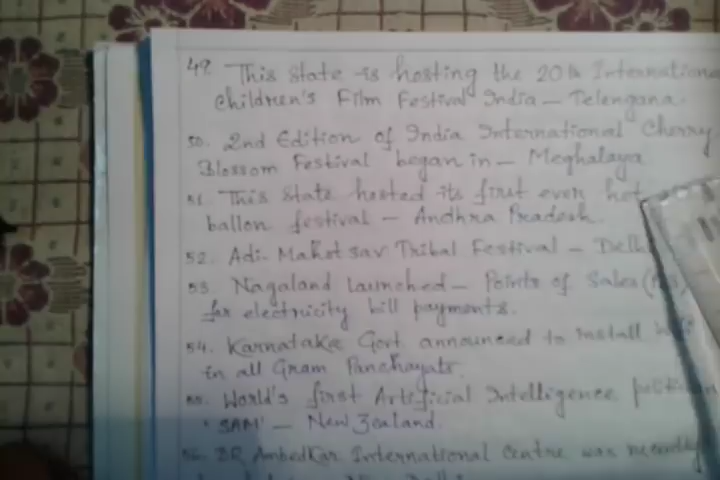 49. This state is hosting the 20th International
children's Film Festival India — Telengana.
50. 2nd Edition of India International Cherry
Blossom Festival began in — Meghalaya
51. This State hosted its first ever hot
ballon festival — Andhra Pradesh.
52. Adi- Mahotsav Tribal Festival — Delh
53. Nagaland launched — Points of Sales
for electricity bill payments.
54. Karnataka Govt. announced to install
in all Gram Panchayats.
55. World's first Artificial Intelligence
'SAM' — New Zealand.
56. BR Ambedkar International Centre was recently